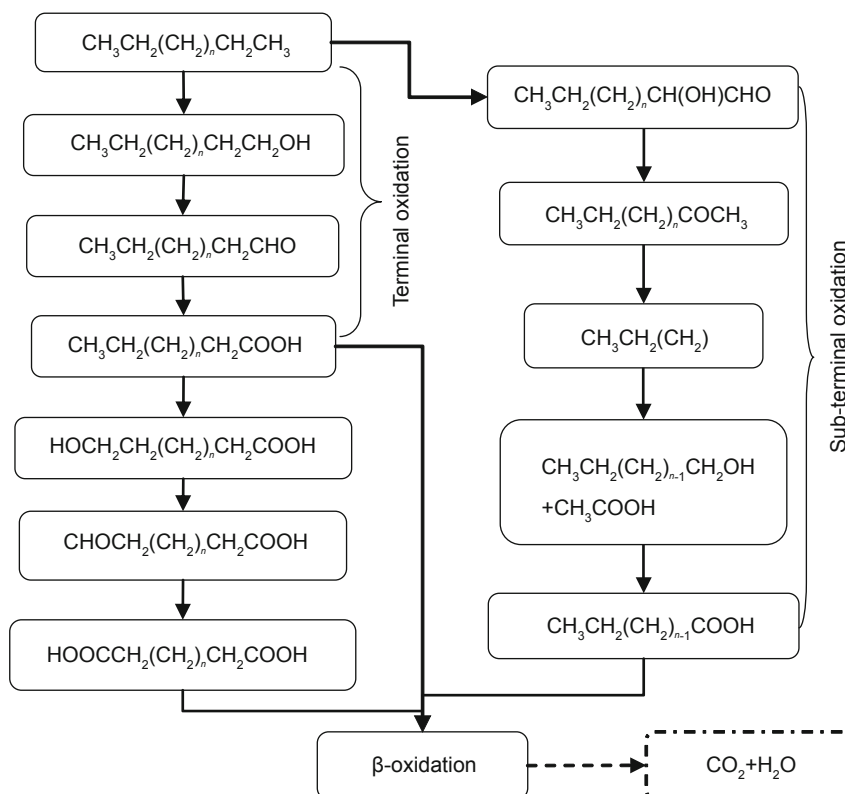 CH₃CH₂(CH₂)ₙCH₂CH₃
CH₃CH₂(CH₂)ₙCH₂CH₂OH
CH₃CH₂(CH₂)ₙCH₂CHO
CH₃CH₂(CH₂)ₙCH₂COOH
HOCH₂CH₂(CH₂)ₙCH₂COOH
CHOCH₂(CH₂)ₙCH₂COOH
HOOCCH₂(CH₂)ₙCH₂COOH
Terminal oxidation
CH₃CH₂(CH₂)ₙCH(OH)CHO
CH₃CH₂(CH₂)ₙCOCH₃
CH₃CH₂(CH₂)
CH₃CH₂(CH₂)ₙ₋₁CH₂OH
+CH₃COOH
CH₃CH₂(CH₂)ₙ₋₁COOH
Sub-terminal oxidation
β-oxidation
CO₂+H₂O